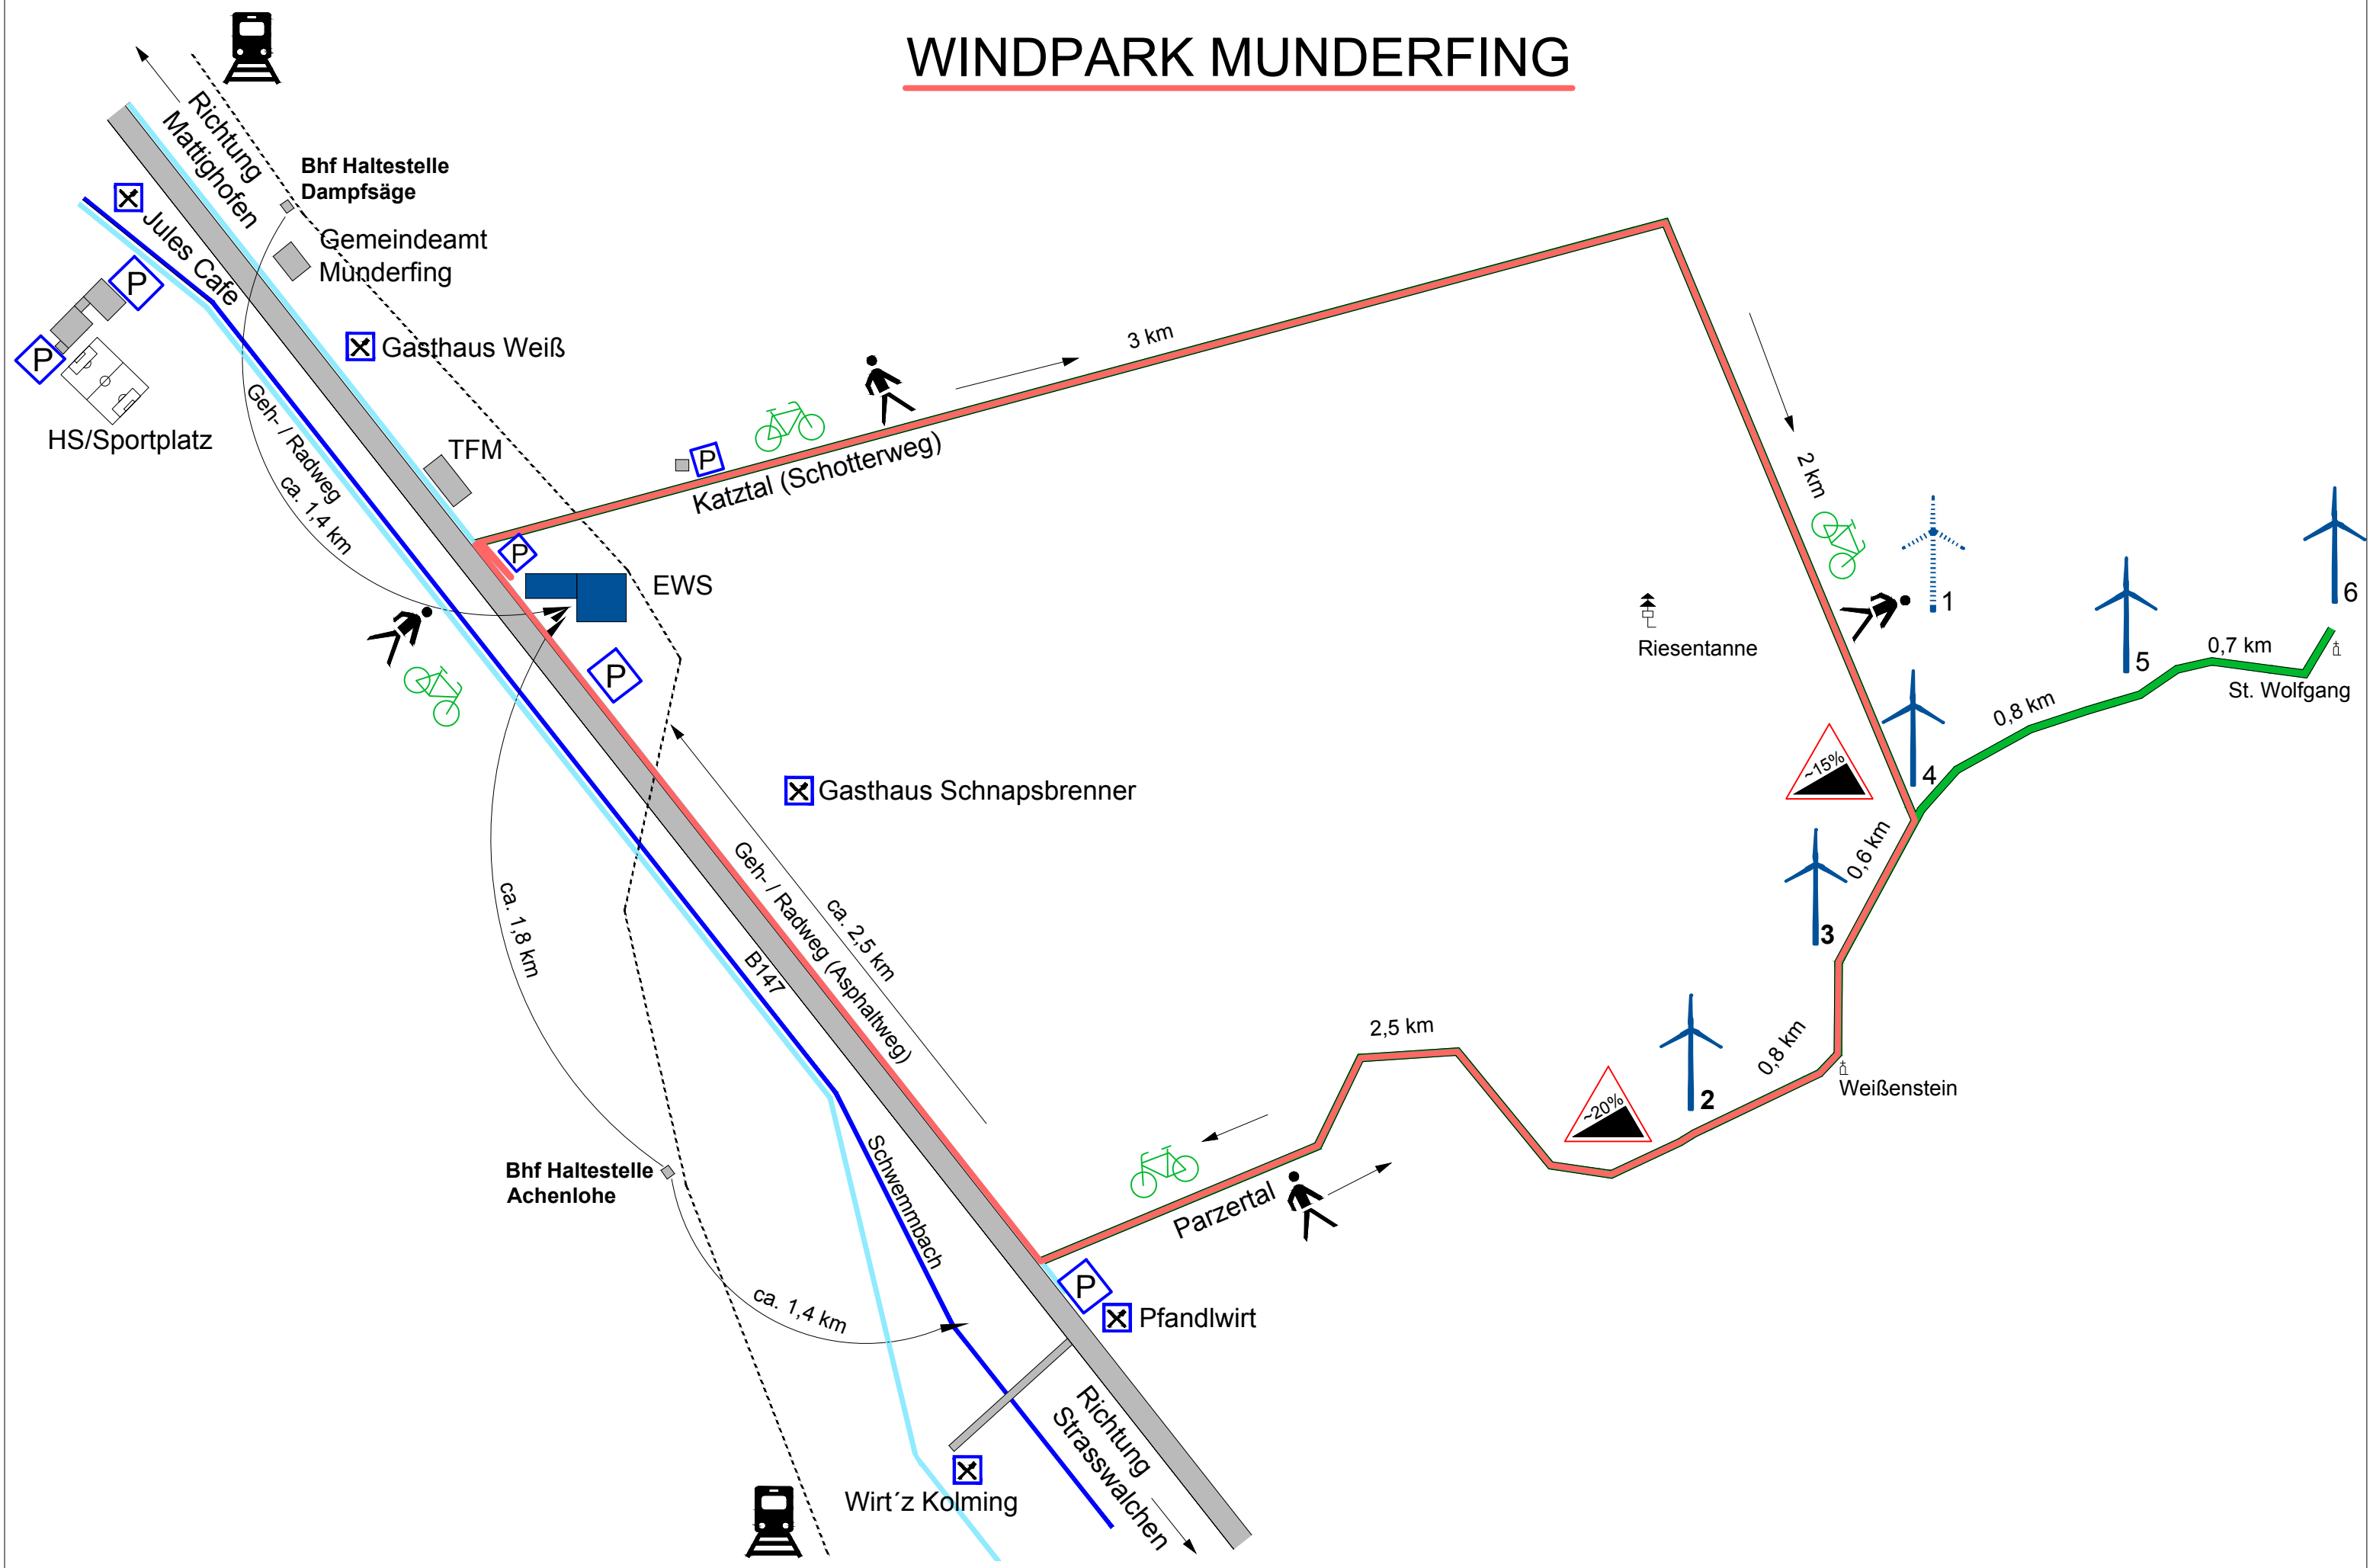 WINDPARK MUNDERFING
Richtung
Mattighofen
Bhf Haltestelle
Dampfsäge
Jules Cafe
Gemeindeamt
Munderfing
P
P
Gasthaus Weiß
HS/Sportplatz
Geh- / Radweg
ca. 1,4 km
TFM
3 km
P
Katztal (Schotterweg)
2 km
P
EWS
P
1
6
5
Riesentanne
0,7 km
St. Wolfgang
0,8 km
4
~15%
Gasthaus Schnapsbrenner
0,6 km
3
Geh- / Radweg (Asphaltweg)
ca. 2,5 km
ca. 1,8 km
B147
2,5 km
0,8 km
2
~20%
Weißenstein
Bhf Haltestelle
Achenlohe
Schwemmbach
Parzertal
P
Pfandlwirt
ca. 1,4 km
Richtung
Strasswalchen
Wirt´z Kolming